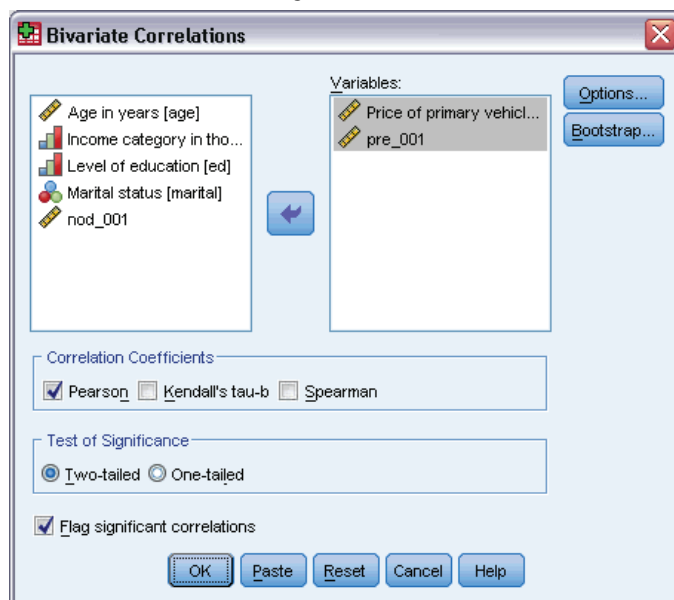 Bivariate Correlations
Age in years [age]
Income category in tho...
Level of education [ed]
Marital status [marital]
nod_001
Variables:
Price of primary vehicl...
pre_001
Options...
Bootstrap...
Correlation Coefficients
Pearson Kendall's tau-b Spearman
Test of Significance
Two-tailed One-tailed
Flag significant correlations
OK Paste Reset Cancel Help